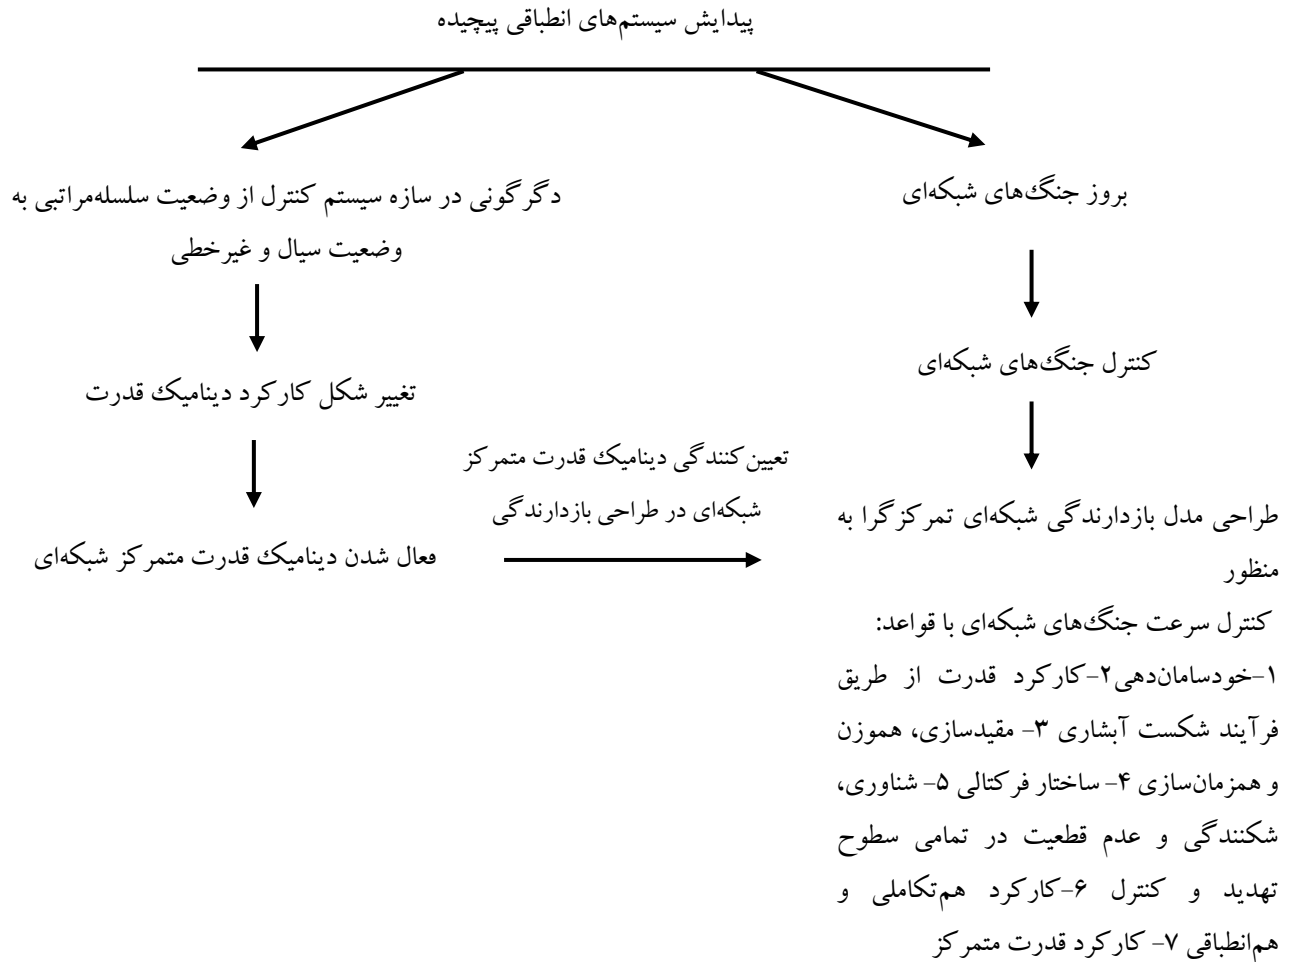 پیدایش سیستم‌های انطباقی پیچیده
بروز جنگ‌های شبکه‌ای
دگرگونی در سازه سیستم کنترل از وضعیت سلسله‌مراتبی به
وضعیت سیال و غیرخطی
کنترل جنگ‌های شبکه‌ای
تغییر شکل کارکرد دینامیک قدرت
تعیین‌کنندگی دینامیک قدرت متمرکز
شبکه‌ای در طراحی بازدارندگی
فعال شدن دینامیک قدرت متمرکز شبکه‌ای
طراحی مدل بازدارندگی شبکه‌ای تمرکزگرا به
منظور
کنترل سرعت جنگ‌های شبکه‌ای با قواعد:
۱-خودسامان‌دهی۲-کارکرد قدرت از طریق
فرآیند شکست آبشاری ۳- مقیدسازی، هموزن
و همزمان‌سازی ۴- ساختار فرکتالی ۵- شناوری،
شکنندگی و عدم قطعیت در تمامی سطوح
تهدید و کنترل ۶-کارکرد هم‌تکاملی و
هم‌انطباقی ۷- کارکرد قدرت متمرکز